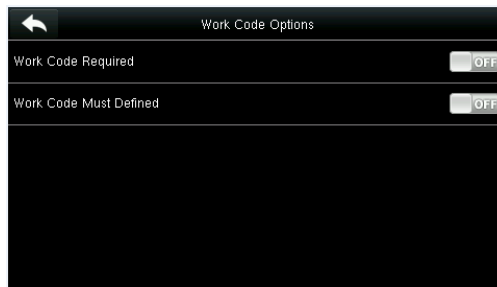 Work Code Options
Work Code Required
OFF
Work Code Must Defined
OFF